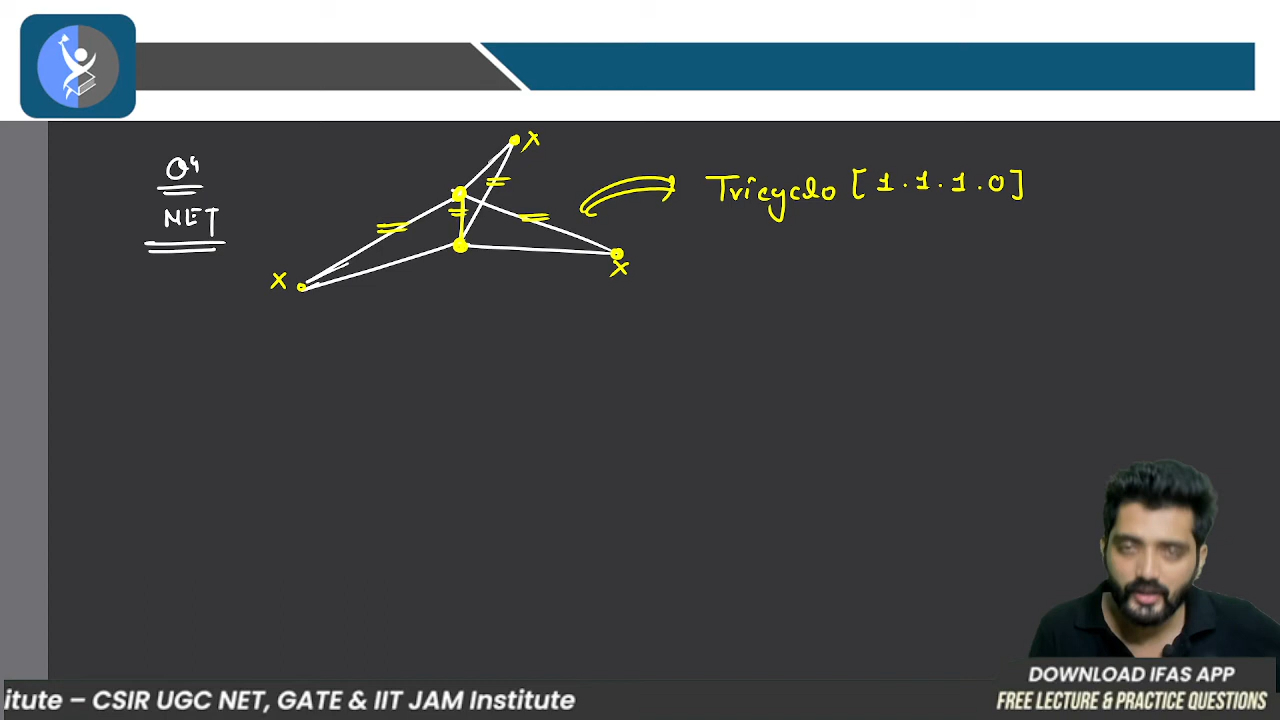 X
Q4
NET
Tricyclo [1.1.1.0]
X
X
DOWNLOAD IFAS APP
FREE LECTURE & PRACTICE QUESTIONS
itute – CSIR UGC NET, GATE & IIT JAM Institute